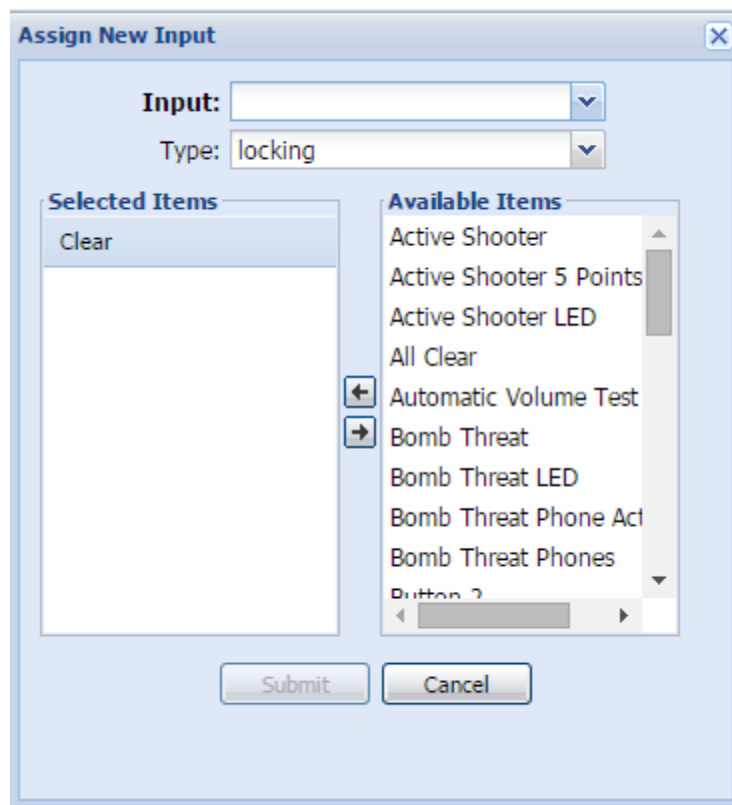 Assign New Input
Input:
Type: locking
Selected Items
Clear
Available Items
Active Shooter
Active Shooter 5 Points
Active Shooter LED
All Clear
Automatic Volume Test
Bomb Threat
Bomb Threat LED
Bomb Threat Phone Act
Bomb Threat Phones
Button 2
Submit Cancel